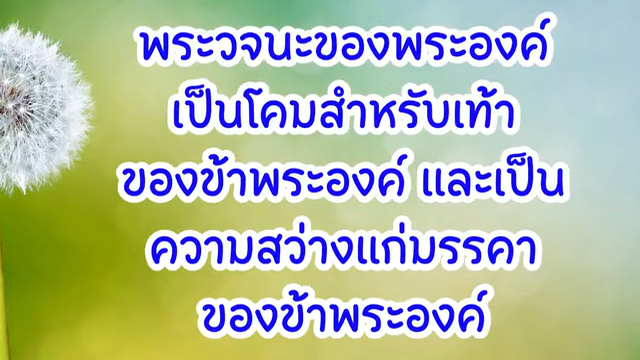 พระวจนะของพระองค์
เป็นโคมสำหรับเท้า
ของข้าพระองค์ และเป็น
ความสว่างแก่มรรคา
ของข้าพระองค์